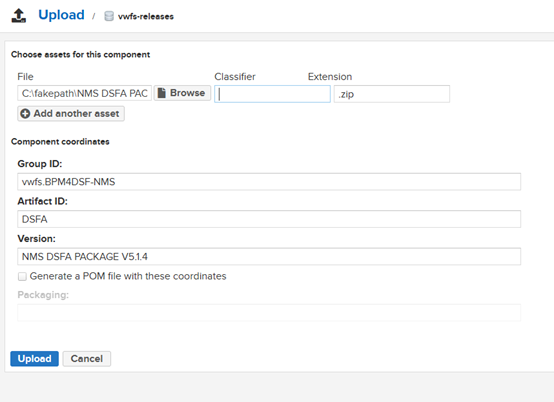 Upload / vwfs-releases
Choose assets for this component
File Classifier Extension
C:\fakepath\NMS DSFA PAC Browse .zip
Add another asset
Component coordinates
Group ID:
vwfs.BPM4DSF-NMS
Artifact ID:
DSFA
Version:
NMS DSFA PACKAGE V5.1.4
Generate a POM file with these coordinates
Packaging:
Upload Cancel